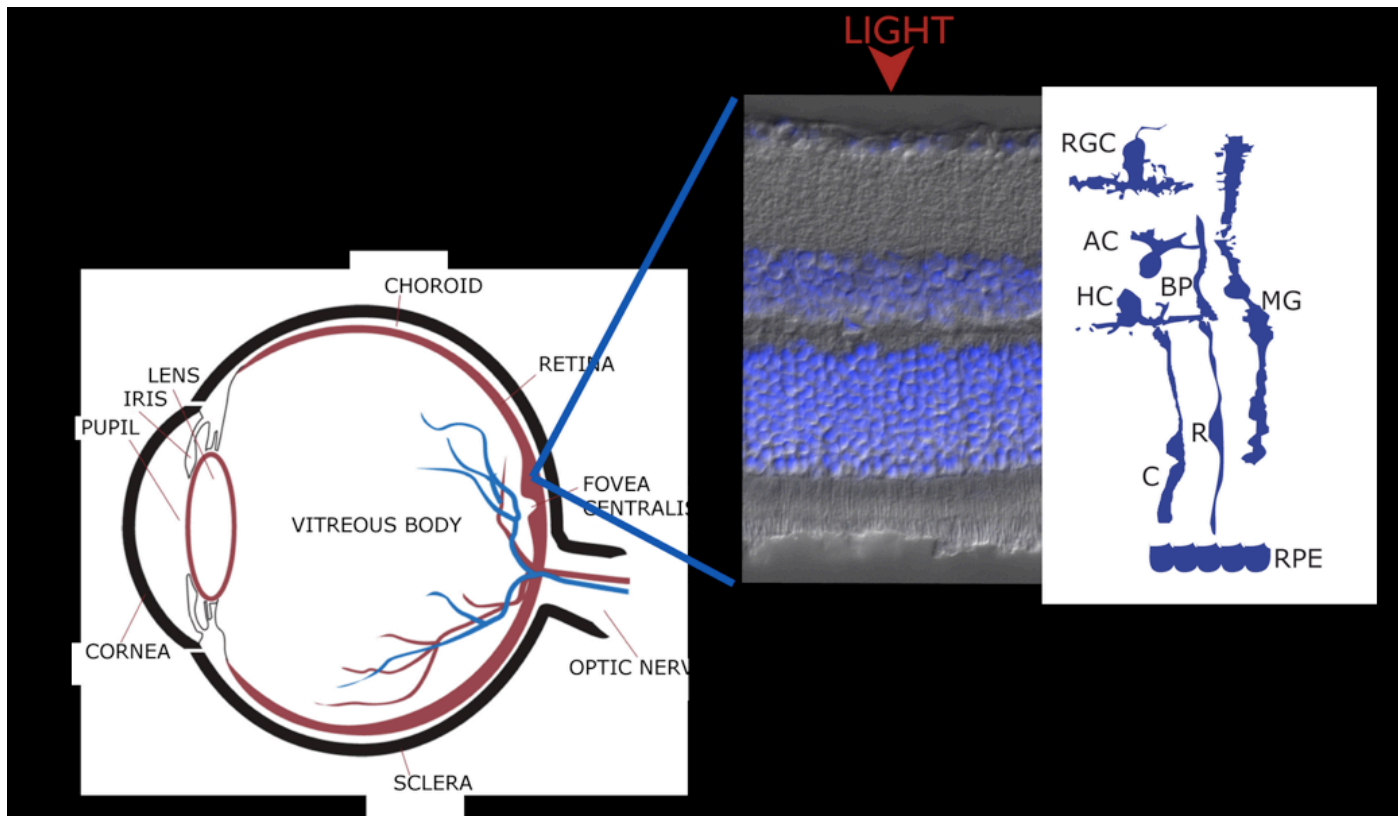 LIGHT
RGC
AC
BP
HC
MG
R
C
RPE
CHOROID
RETINA
LENS
IRIS
PUPIL
FOVEA
CENTRALIS
VITREOUS BODY
CORNEA
OPTIC NERV
SCLERA